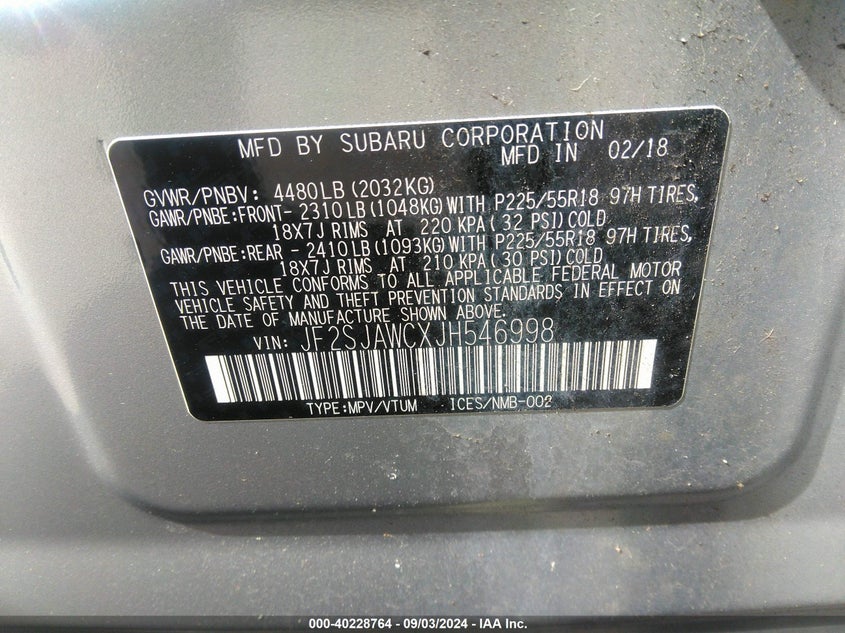 MFD BY SUBARU CORPORATION
MFD IN 02/18
GVWR/PNBV: 4480LB(2032KG)
GAWR/PNBE:FRONT- 2310LB(1048KG)WITH P225/55R18 97H TIRES,
18X7J RIMS AT 220 KPA(32 PSI)COLD
GAWR/PNBE:REAR - 2410LB(1093KG)WITH P225/55R18 97H TIRES,
18X7J RIMS AT 210 KPA(30 PSI)COLD
THIS VEHICLE CONFORMS TO ALL APPLICABLE FEDERAL MOTOR
VEHICLE SAFETY AND THEFT PREVENTION STANDARDS IN EFFECT ON
THE DATE OF MANUFACTURE SHOWN ABOVE.
VIN: JF2SJAWCXJH546998
TYPE:MPV/VTUM ICES/NMB-002
000-40228764 - 09/03/2024 - IAA Inc.